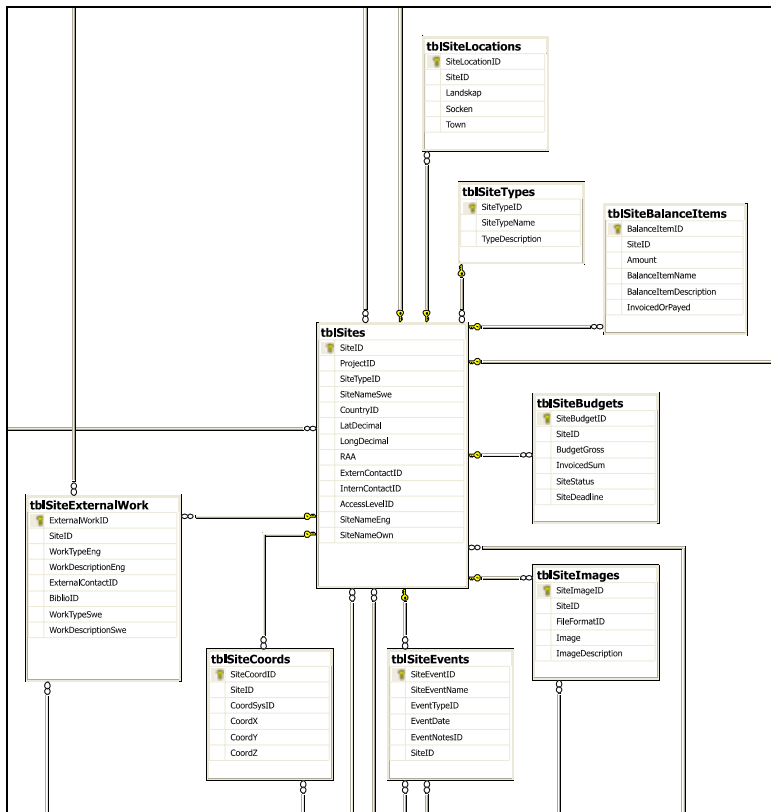 tblSiteLocations
SiteLocationID
SiteID
Landskap
Socken
Town
tblSiteTypes
SiteTypeID
SiteTypeName
TypeDescription
tblSiteBalanceItems
BalanceItemID
SiteID
Amount
BalanceItemName
BalanceItemDescription
InvoicedOrPayed
tblSites
SiteID
ProjectID
SiteTypeID
SiteNameSwe
CountryID
LatDecimal
LongDecimal
RAA
ExternContactID
InternContactID
AccessLevelID
SiteNameEng
SiteNameOwn
tblSiteBudgets
SiteBudgetID
SiteID
BudgetGross
InvoicedSum
SiteStatus
SiteDeadline
tblSiteExternalWork
ExternalWorkID
SiteID
WorkTypeEng
WorkDescriptionEng
ExternalContactID
BiblioID
WorkTypeSwe
WorkDescriptionSwe
tblSiteImages
SiteImageID
SiteID
FileFormatID
Image
ImageDescription
tblSiteCoords
SiteCoordID
SiteID
CoordSysID
CoordX
CoordY
CoordZ
tblSiteEvents
SiteEventID
SiteEventName
EventTypeID
EventDate
EventNotesID
SiteID